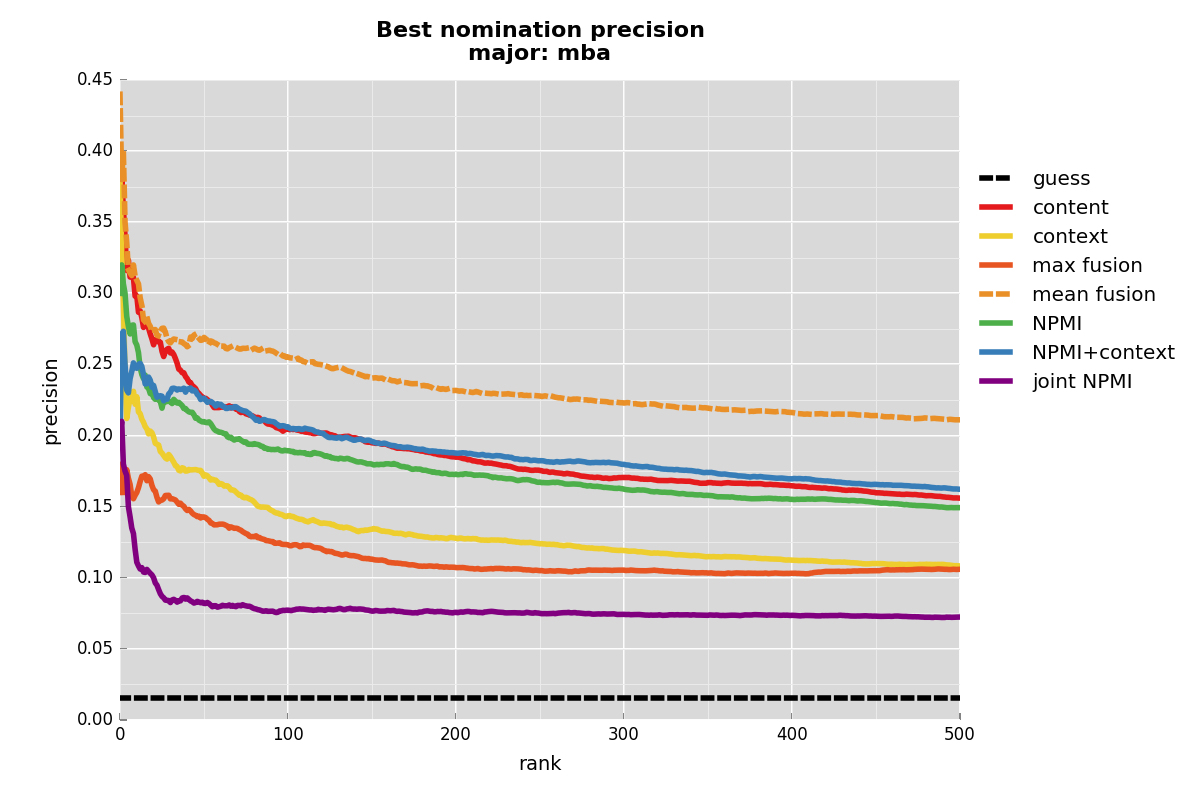 Best nomination precision
major: mba
precision
0.45
0.40
0.35
0.30
0.25
0.20
0.15
0.10
0.05
0.00
0 100 200 300 400 500
rank
guess
content
context
max fusion
mean fusion
NPMI
NPMI+context
joint NPMI